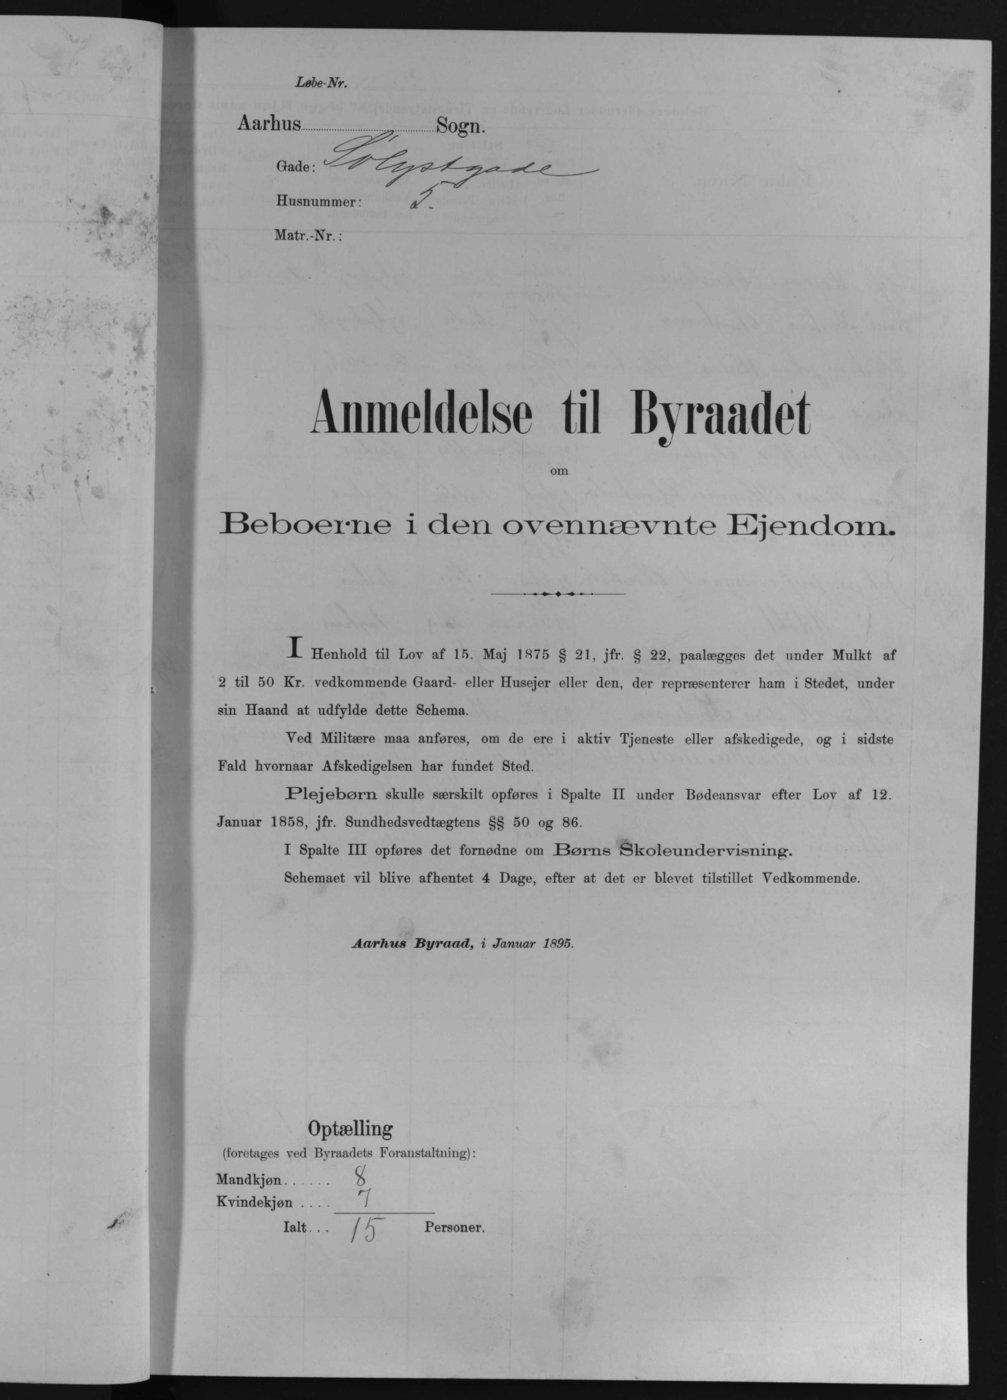 Løbe-Nr.
Aarhus Sogn.
Gade: Sølystgade
Husnummer: 5.
Matr.-Nr.:
Anmeldelse til Byraadet
om
Beboerne i den ovennævnte Ejendom.
I Henhold til Lov af 15. Maj 1875 § 21, jfr. § 22, paalægges det under Mulkt af
2 til 50 Kr. vedkommende Gaard- eller Husejer eller den, der repræsenterer ham i Stedet, under
sin Haand at udfylde dette Schema.
Ved Militære maa anføres, om de ere i aktiv Tjeneste eller afskedigede, og i sidste
Fald hvornaar Afskedigelsen har fundet Sted.
Plejebørn skulle særskilt opføres i Spalte II under Bødeansvar efter Lov af 12.
Januar 1858, jfr. Sundhedsvedtægtens §§ 50 og 86.
I Spalte III opføres det fornødne om Børns Skoleundervisning.
Schemaet vil blive afhentet 4 Dage, efter at det er blevet tilstillet Vedkommende.
Aarhus Byraad, i Januar 1895.
Optælling
(foretages ved Byraadets Foranstaltning):
Mandkjøn...... 8
Kvindekjøn .... 7
Ialt... 15 Personer.